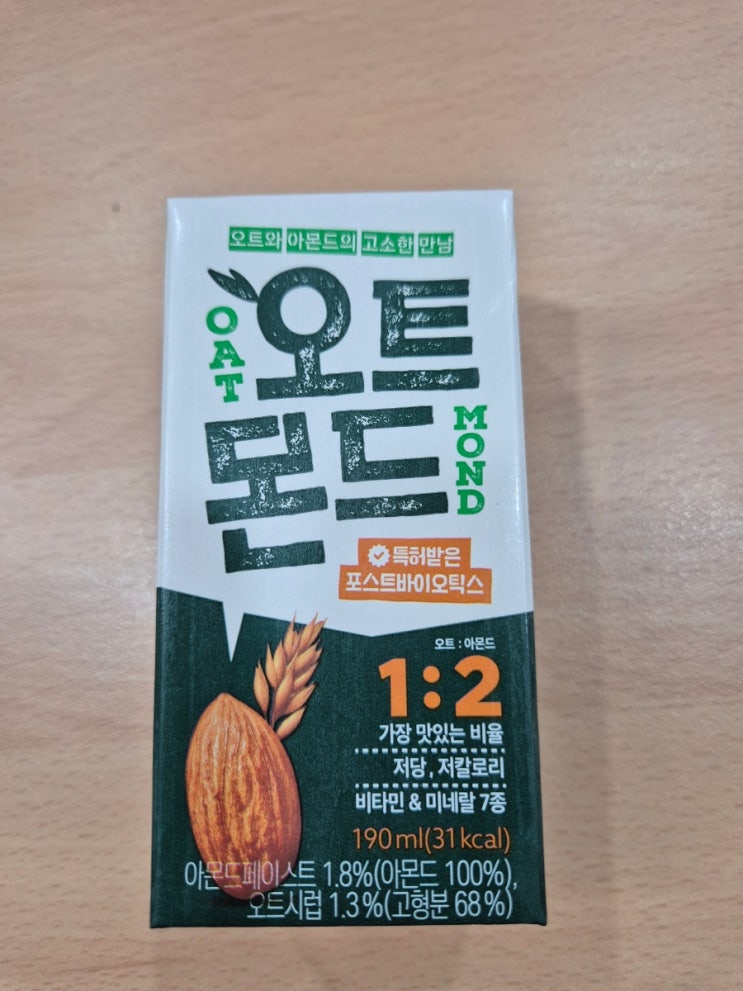 오트와 아몬드의 고소한 만남
OAT
오트
몬드
MOND
특허받은
포스트바이오틱스
오트 : 아몬드
1:2
가장 맛있는 비율
저당, 저칼로리
비타민 & 미네랄 7종
190ml(31kcal)
아몬드페이스트 1.8%(아몬드 100%),
오트시럽 1.3%(고형분 68%)